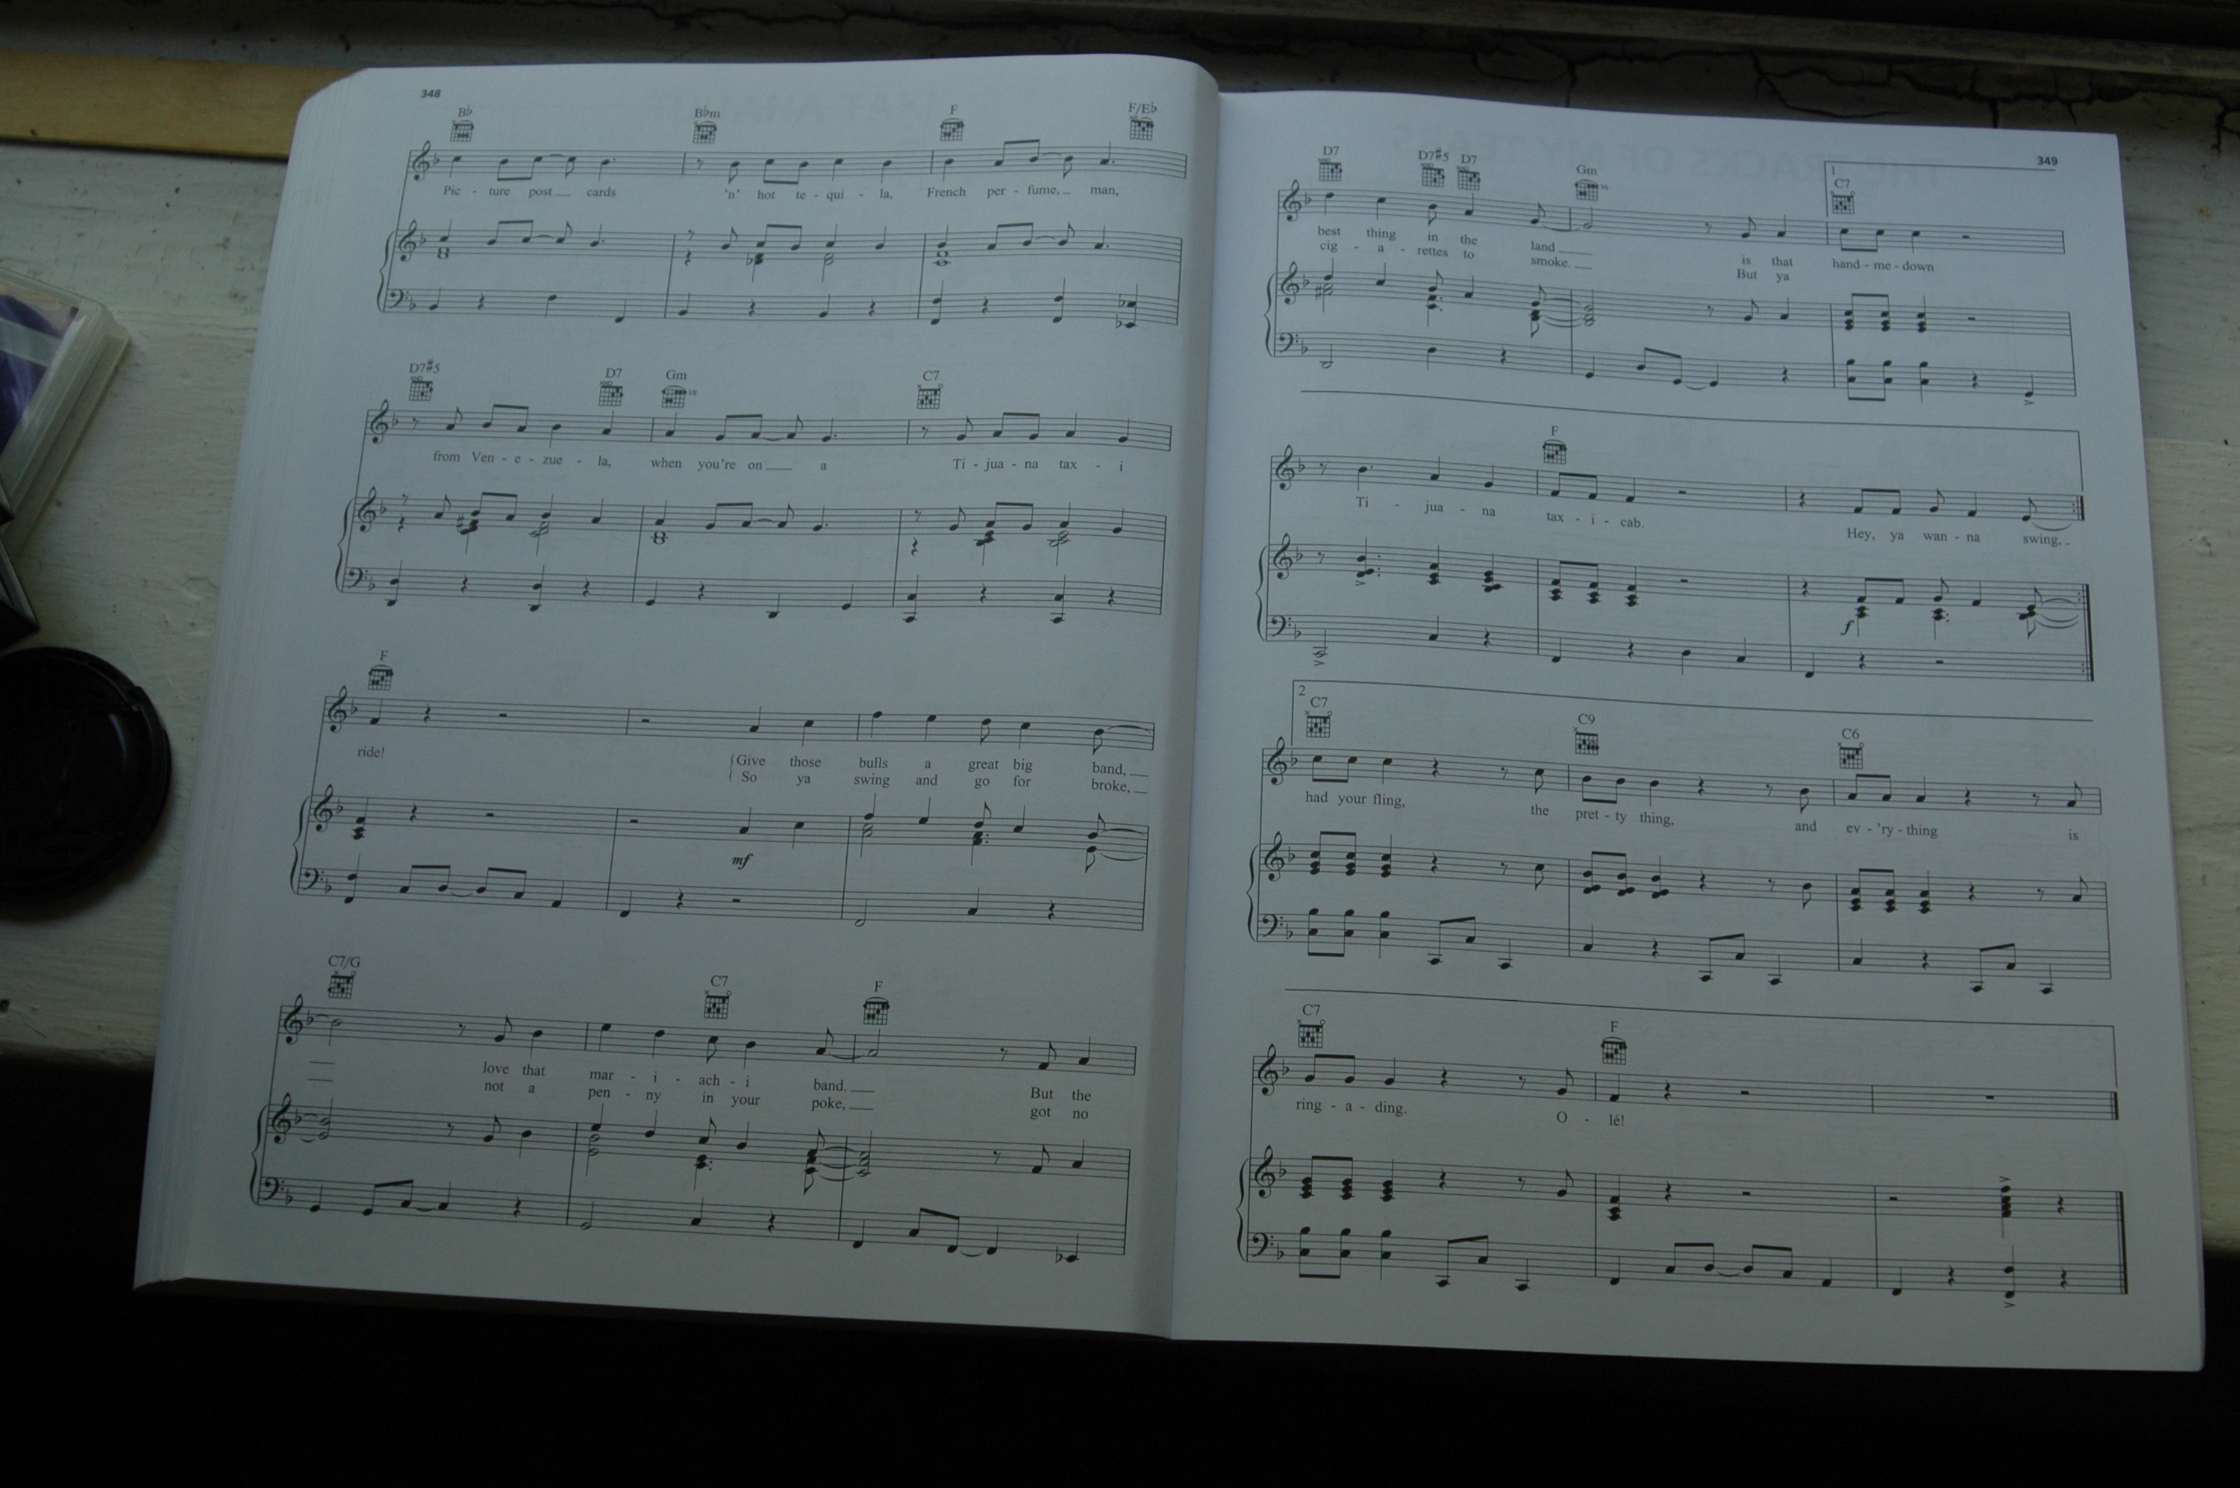 348
B♭ B♭m F F/E♭
Pic - ture post cards 'n' hot te - qui - la, French per - fume, man,
D7♯5 D7 Gm C7
from Ven - e - zue - la, when you're on a Ti - jua - na tax - i
F
ride! Give those bulls a great big band,
So ya swing and go for broke,
C7/G C7 F
love that mar - i - ach - i band. But the
not a pen - ny in your poke, got no
349
D7 D7♯5 D7 Gm 1 C7
best thing in the land is that hand - me - down
cig - a - rettes to smoke. But ya
F
Ti - jua - na tax - i - cab. Hey, ya wan - na swing,
f
mf
2
C7 C9 C6
had your fling, the pret - ty thing, and ev - 'ry - thing is
C7 F
ring - a - ding. O - lé!